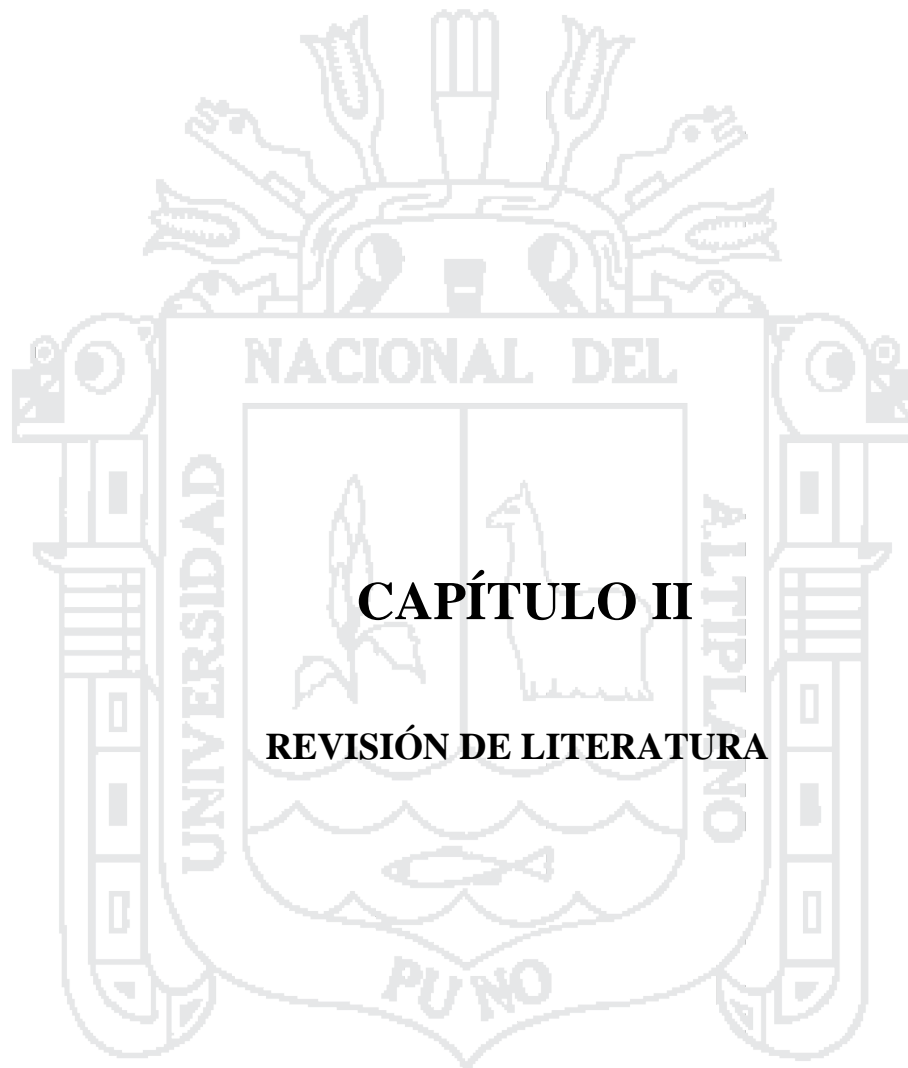 NACIONAL DEL
UNIVERSIDAD
ALTIPLANO
CAPÍTULO II
REVISIÓN DE LITERATURA
PUNO